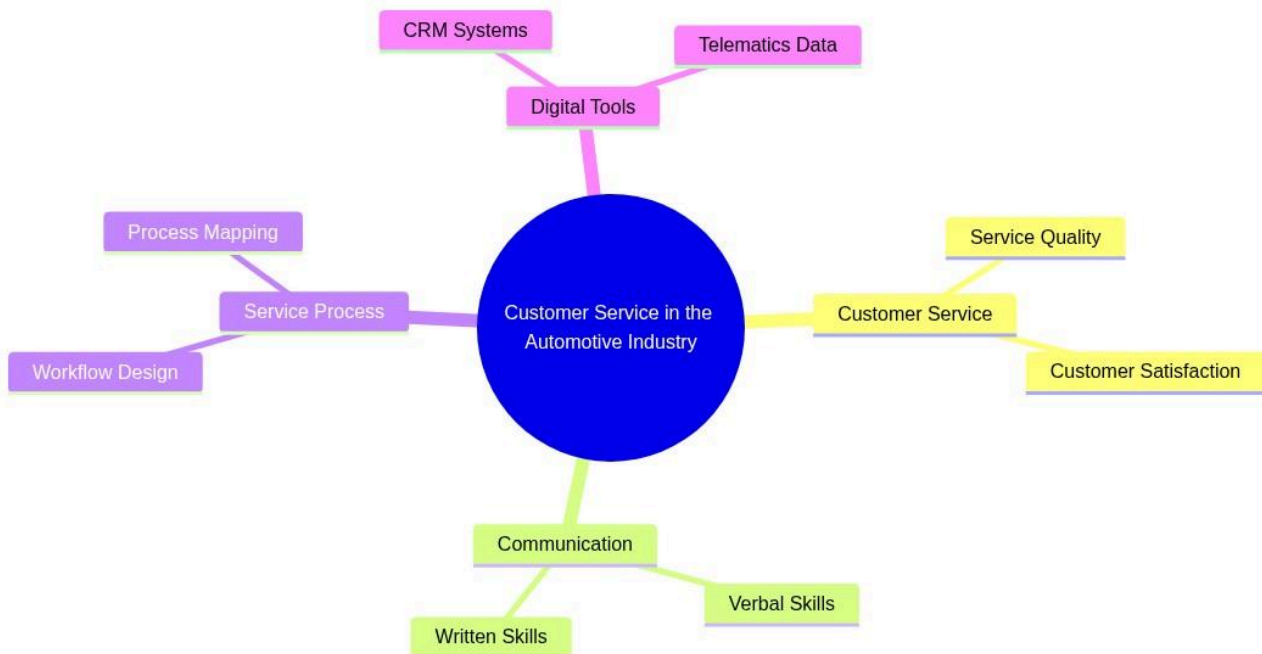 CRM Systems
Telematics Data
Digital Tools
Process Mapping
Service Process
Workflow Design
Customer Service in the
Automotive Industry
Service Quality
Customer Service
Customer Satisfaction
Communication
Verbal Skills
Written Skills